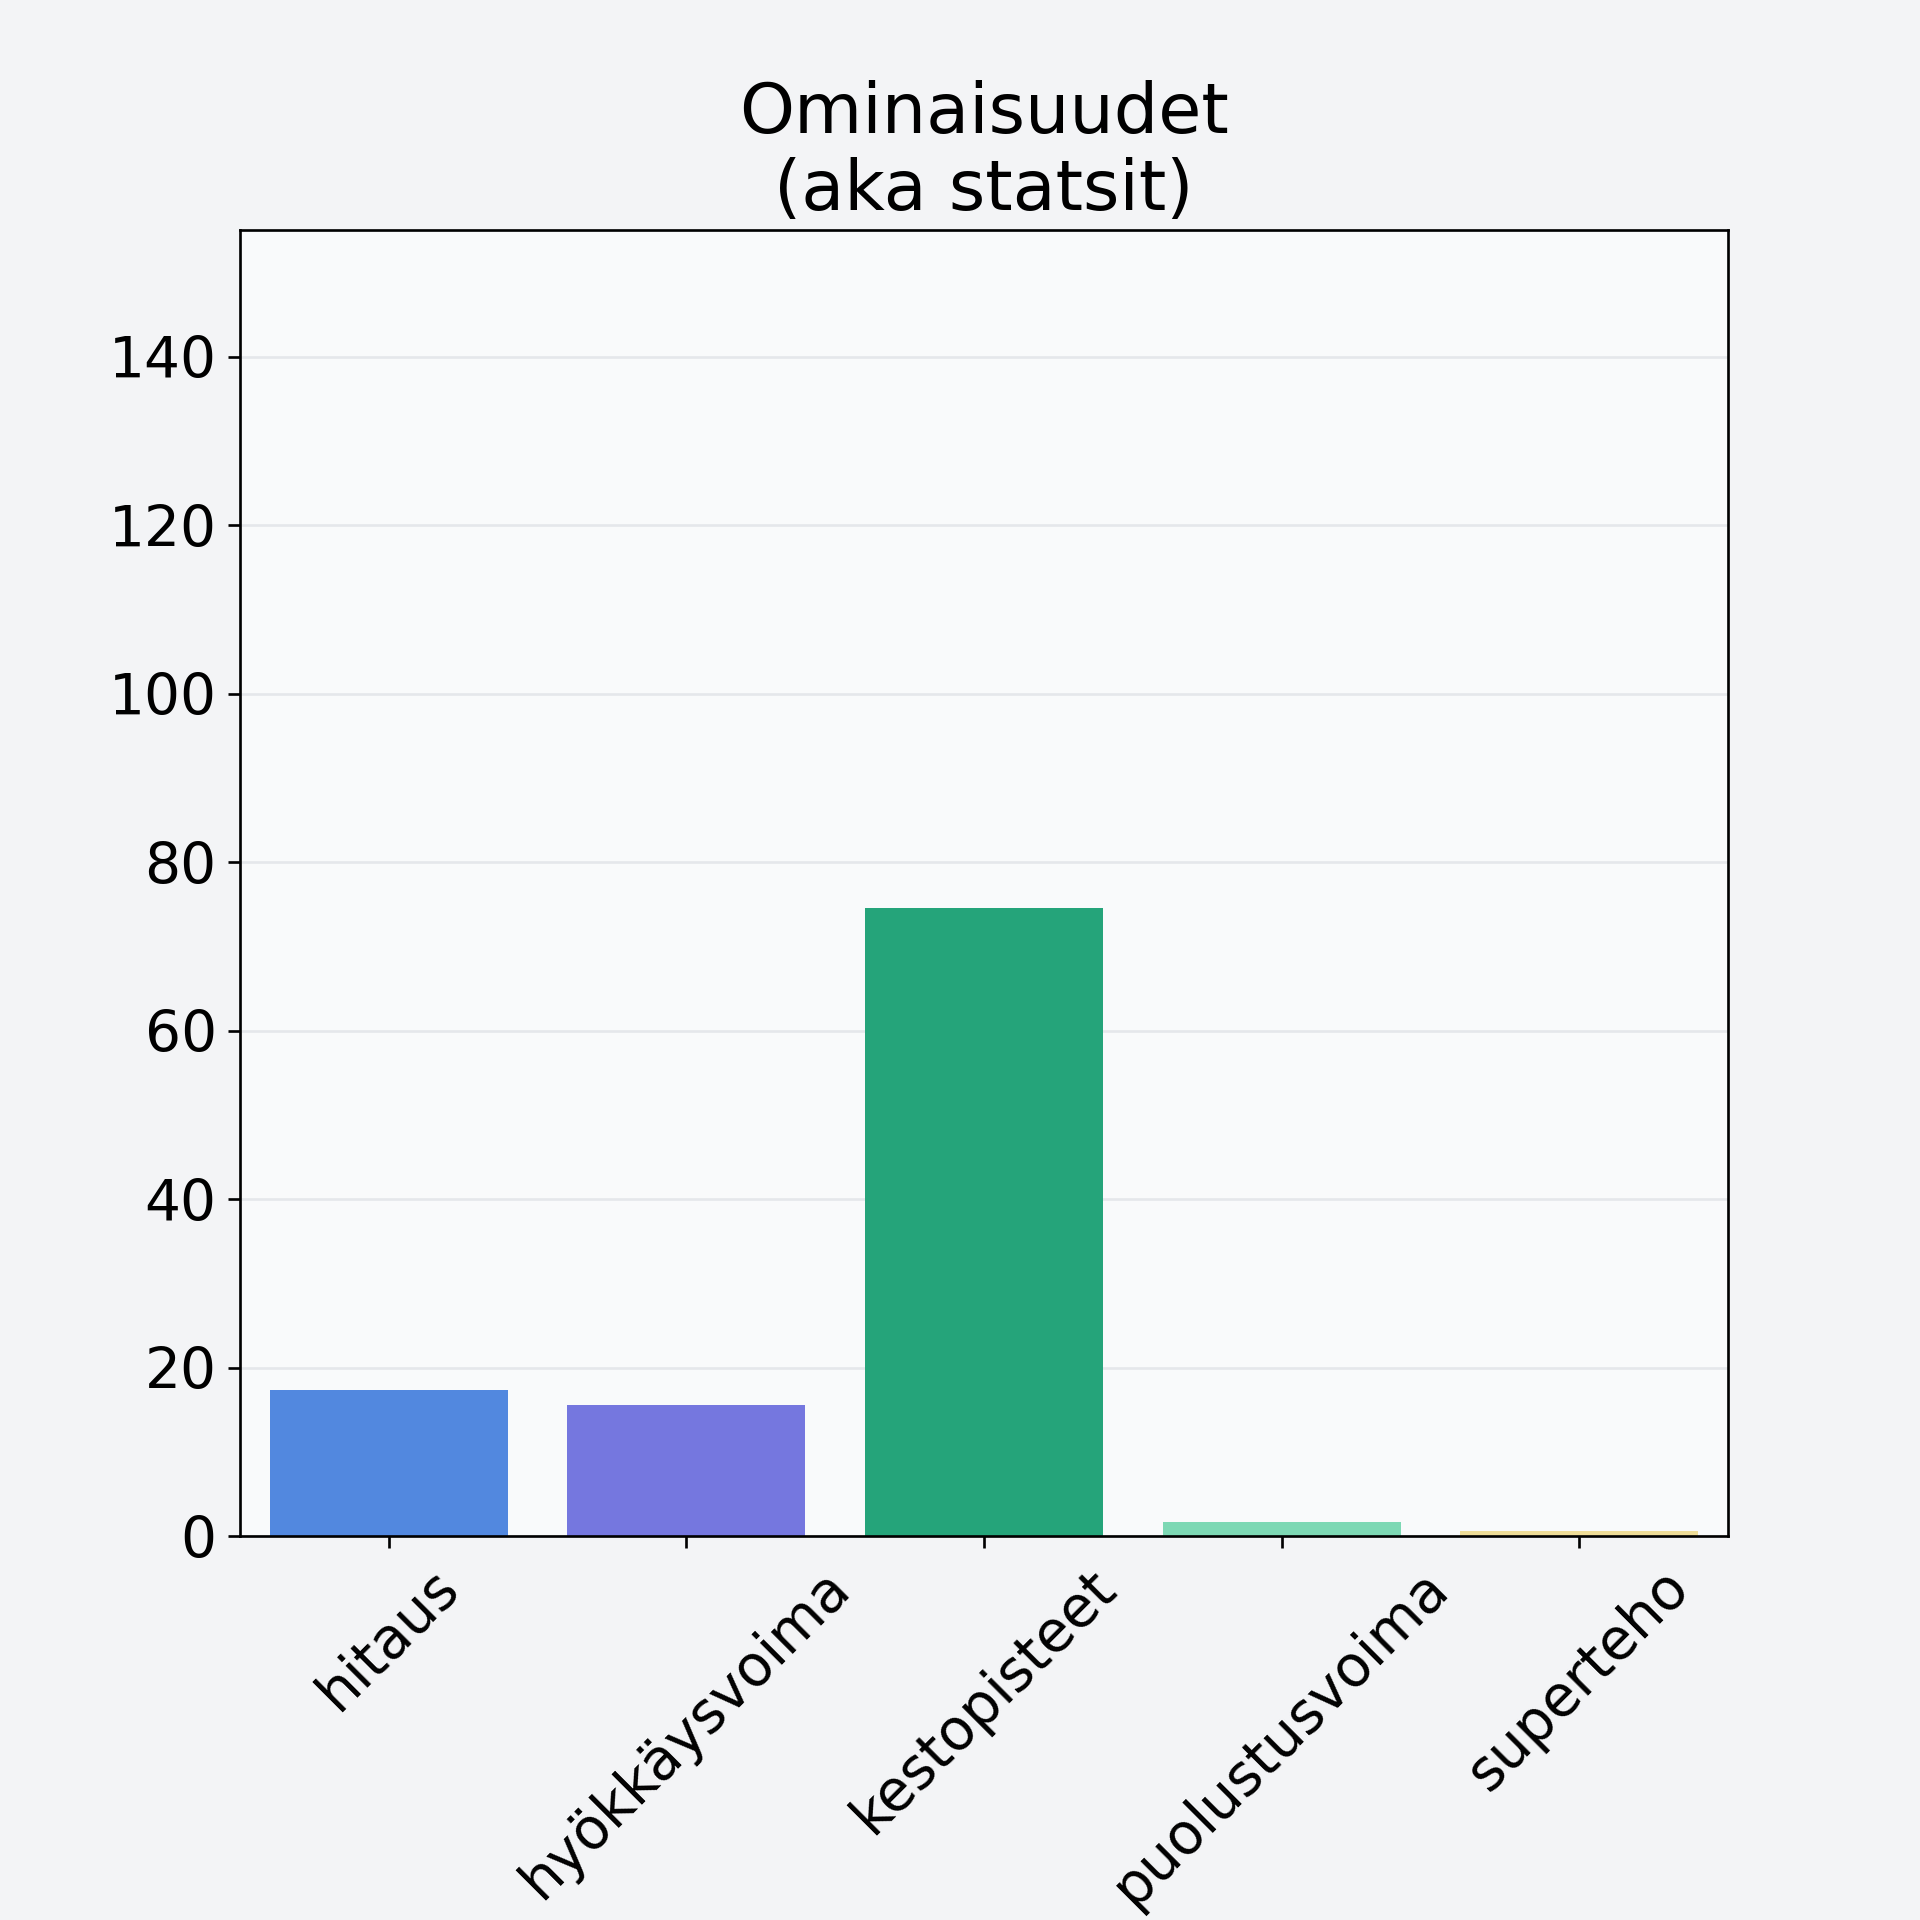 Ominaisuudet
(aka statsit)
140
120
100
80
60
40
20
0
hitaus
hyökkäysvoima
kestopisteet
puolustusvoima
superteho